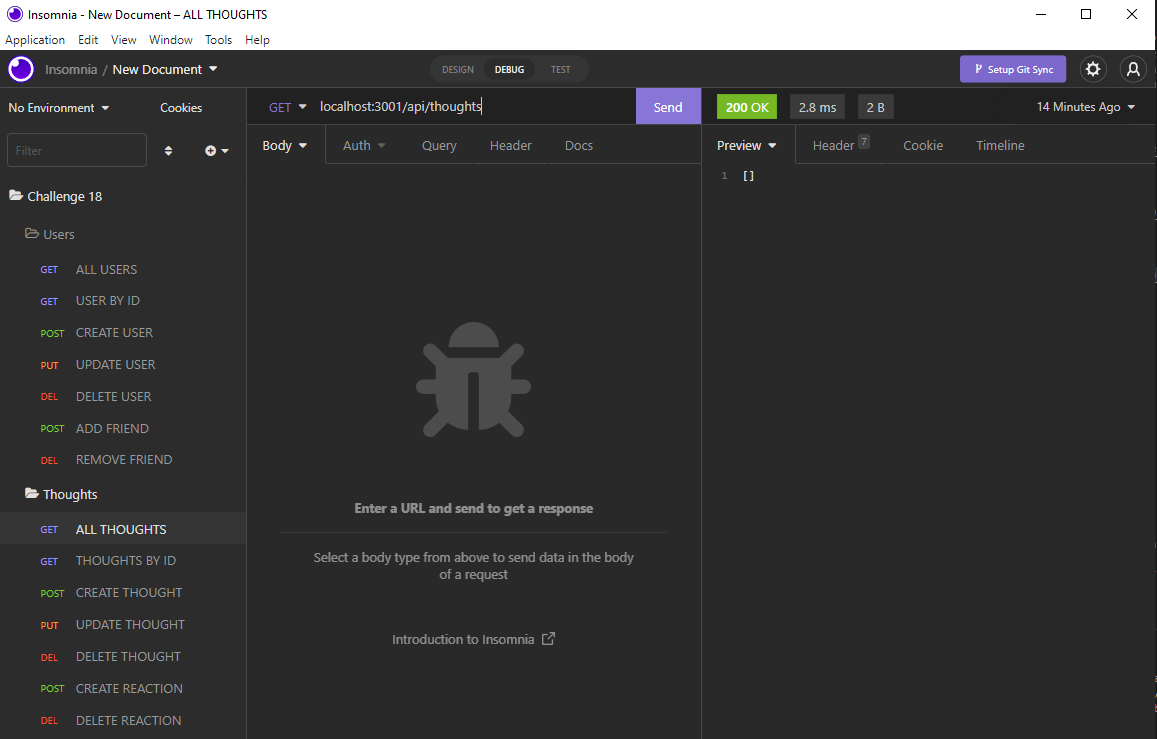 Insomnia - New Document – ALL THOUGHTS
Application Edit View Window Tools Help
Insomnia / New Document
DESIGN DEBUG TEST
Setup Git Sync
No Environment Cookies
Filter
Challenge 18
Users
GET ALL USERS
GET USER BY ID
POST CREATE USER
PUT UPDATE USER
DEL DELETE USER
POST ADD FRIEND
DEL REMOVE FRIEND
Thoughts
GET ALL THOUGHTS
GET THOUGHTS BY ID
POST CREATE THOUGHT
PUT UPDATE THOUGHT
DEL DELETE THOUGHT
POST CREATE REACTION
DEL DELETE REACTION
GET localhost:3001/api/thoughts Send
Body Auth Query Header Docs
Enter a URL and send to get a response
Select a body type from above to send data in the body
of a request
Introduction to Insomnia
200 OK 2.8 ms 2 B 14 Minutes Ago
Preview Header 7 Cookie Timeline
1 []